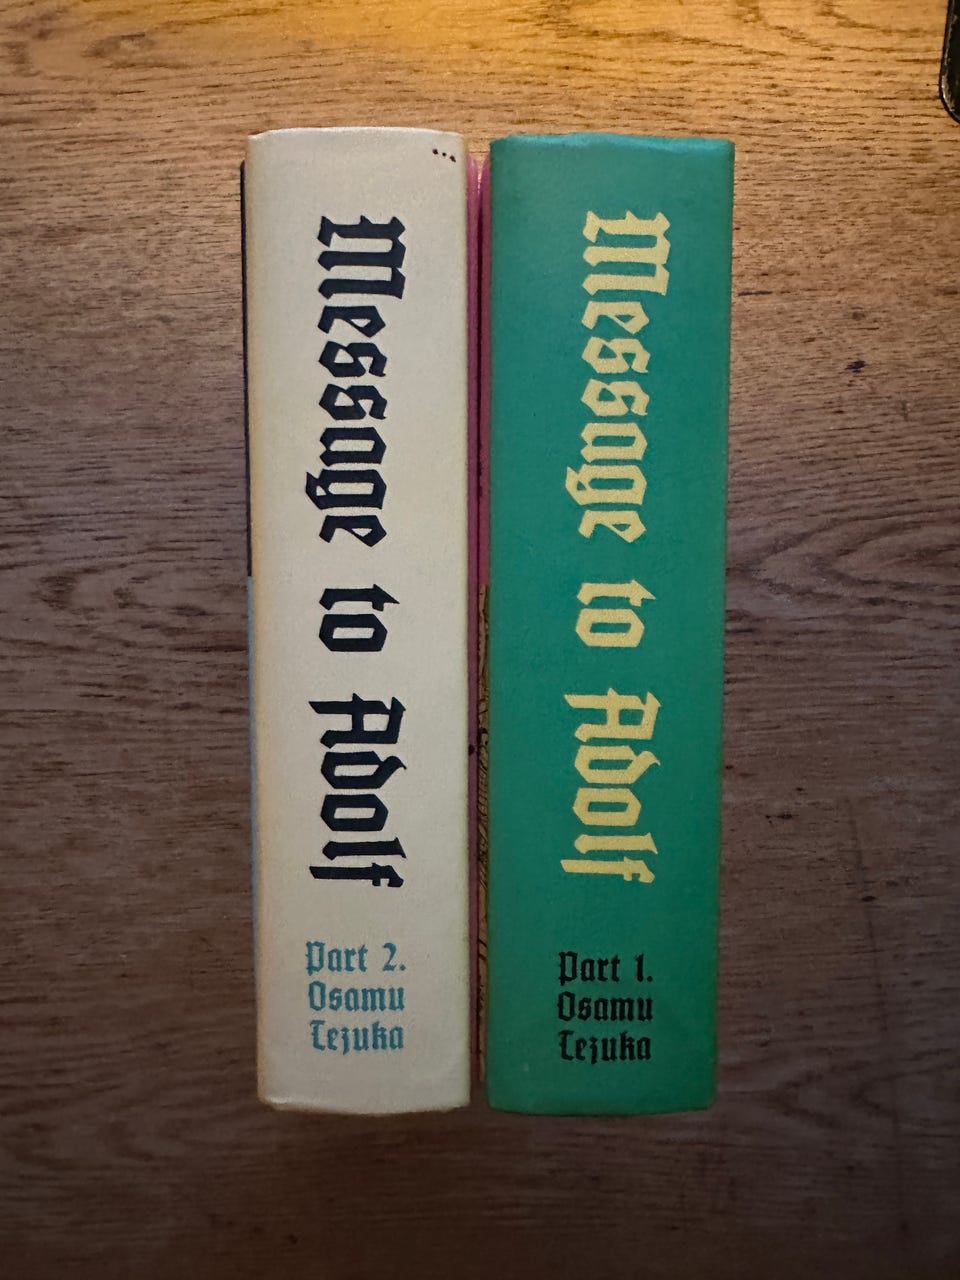 Message to Adolf
Part 2.
Osamu
Tezuka
Message to Adolf
Part 1.
Osamu
Tezuka